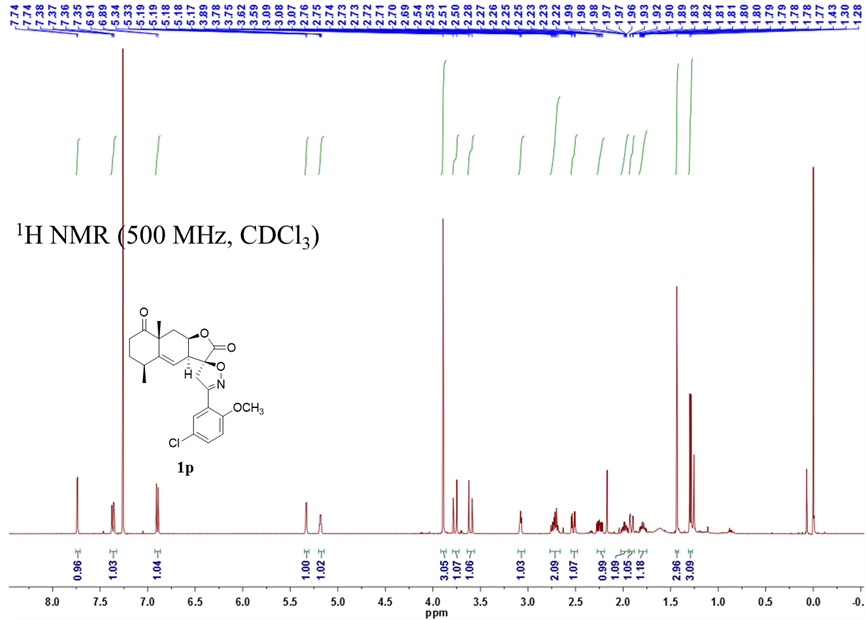 7.74 7.74 7.38 7.37 7.36 7.35 6.91 6.89 5.34 5.33 5.19 5.19 5.18 5.18 5.17 3.89 3.78 3.75 3.62 3.59 3.09 3.08 3.07 2.76 2.75 2.74 2.73 2.73 2.72 2.71 2.70 2.69 2.54 2.53 2.51 2.50 2.28 2.27 2.26 2.25 2.25 2.23 2.23 2.22 1.99 1.98 1.98 1.97 1.97 1.96 1.93 1.92 1.90 1.89 1.83 1.82 1.81 1.81 1.80 1.80 1.79 1.79 1.78 1.78 1.77 1.43 1.30 1.28
¹H NMR (500 MHz, CDCl₃)
O
O
O
H
O
N
OCH₃
Cl
1p
0.96 1.03 1.04 1.00 1.02 3.05 1.07 1.06 1.03 2.09 1.07 0.99 1.09 1.05 1.18 2.96 3.09
8.0 7.5 7.0 6.5 6.0 5.5 5.0 4.5 4.0 3.5 3.0 2.5 2.0 1.5 1.0 0.5 0.0 -0.
ppm